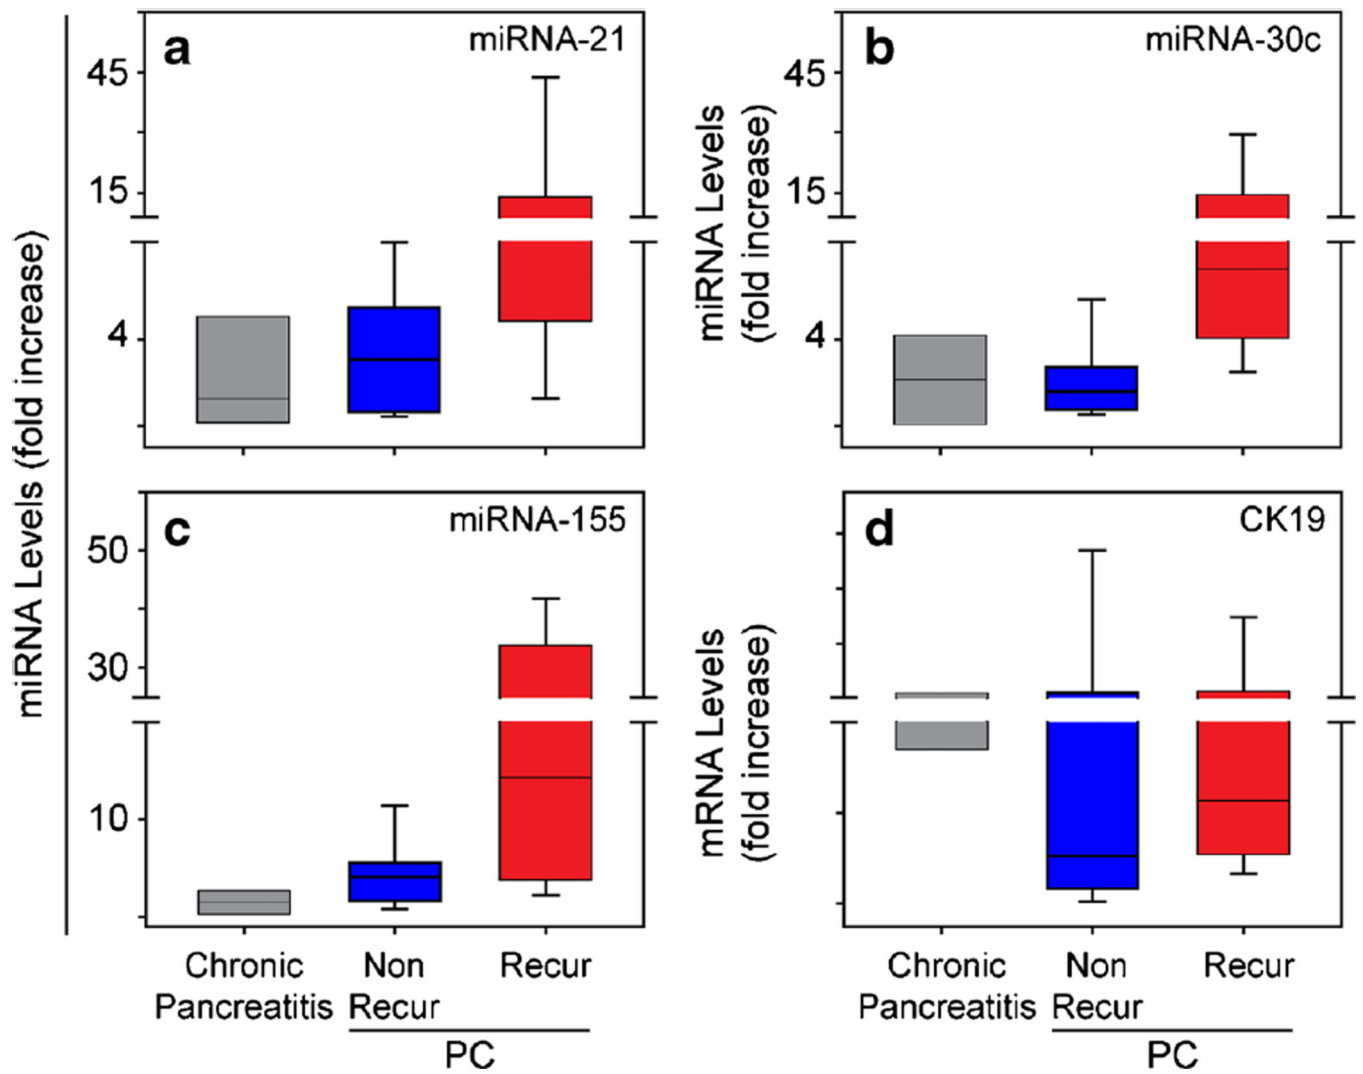 a
miRNA-21
45
15
4
miRNA Levels (fold increase)
b
miRNA-30c
45
15
4
miRNA Levels
(fold increase)
c
miRNA-155
50
30
10
Chronic
Pancreatitis
Non
Recur
Recur
PC
d
CK19
mRNA Levels
(fold increase)
Chronic
Pancreatitis
Non
Recur
Recur
PC